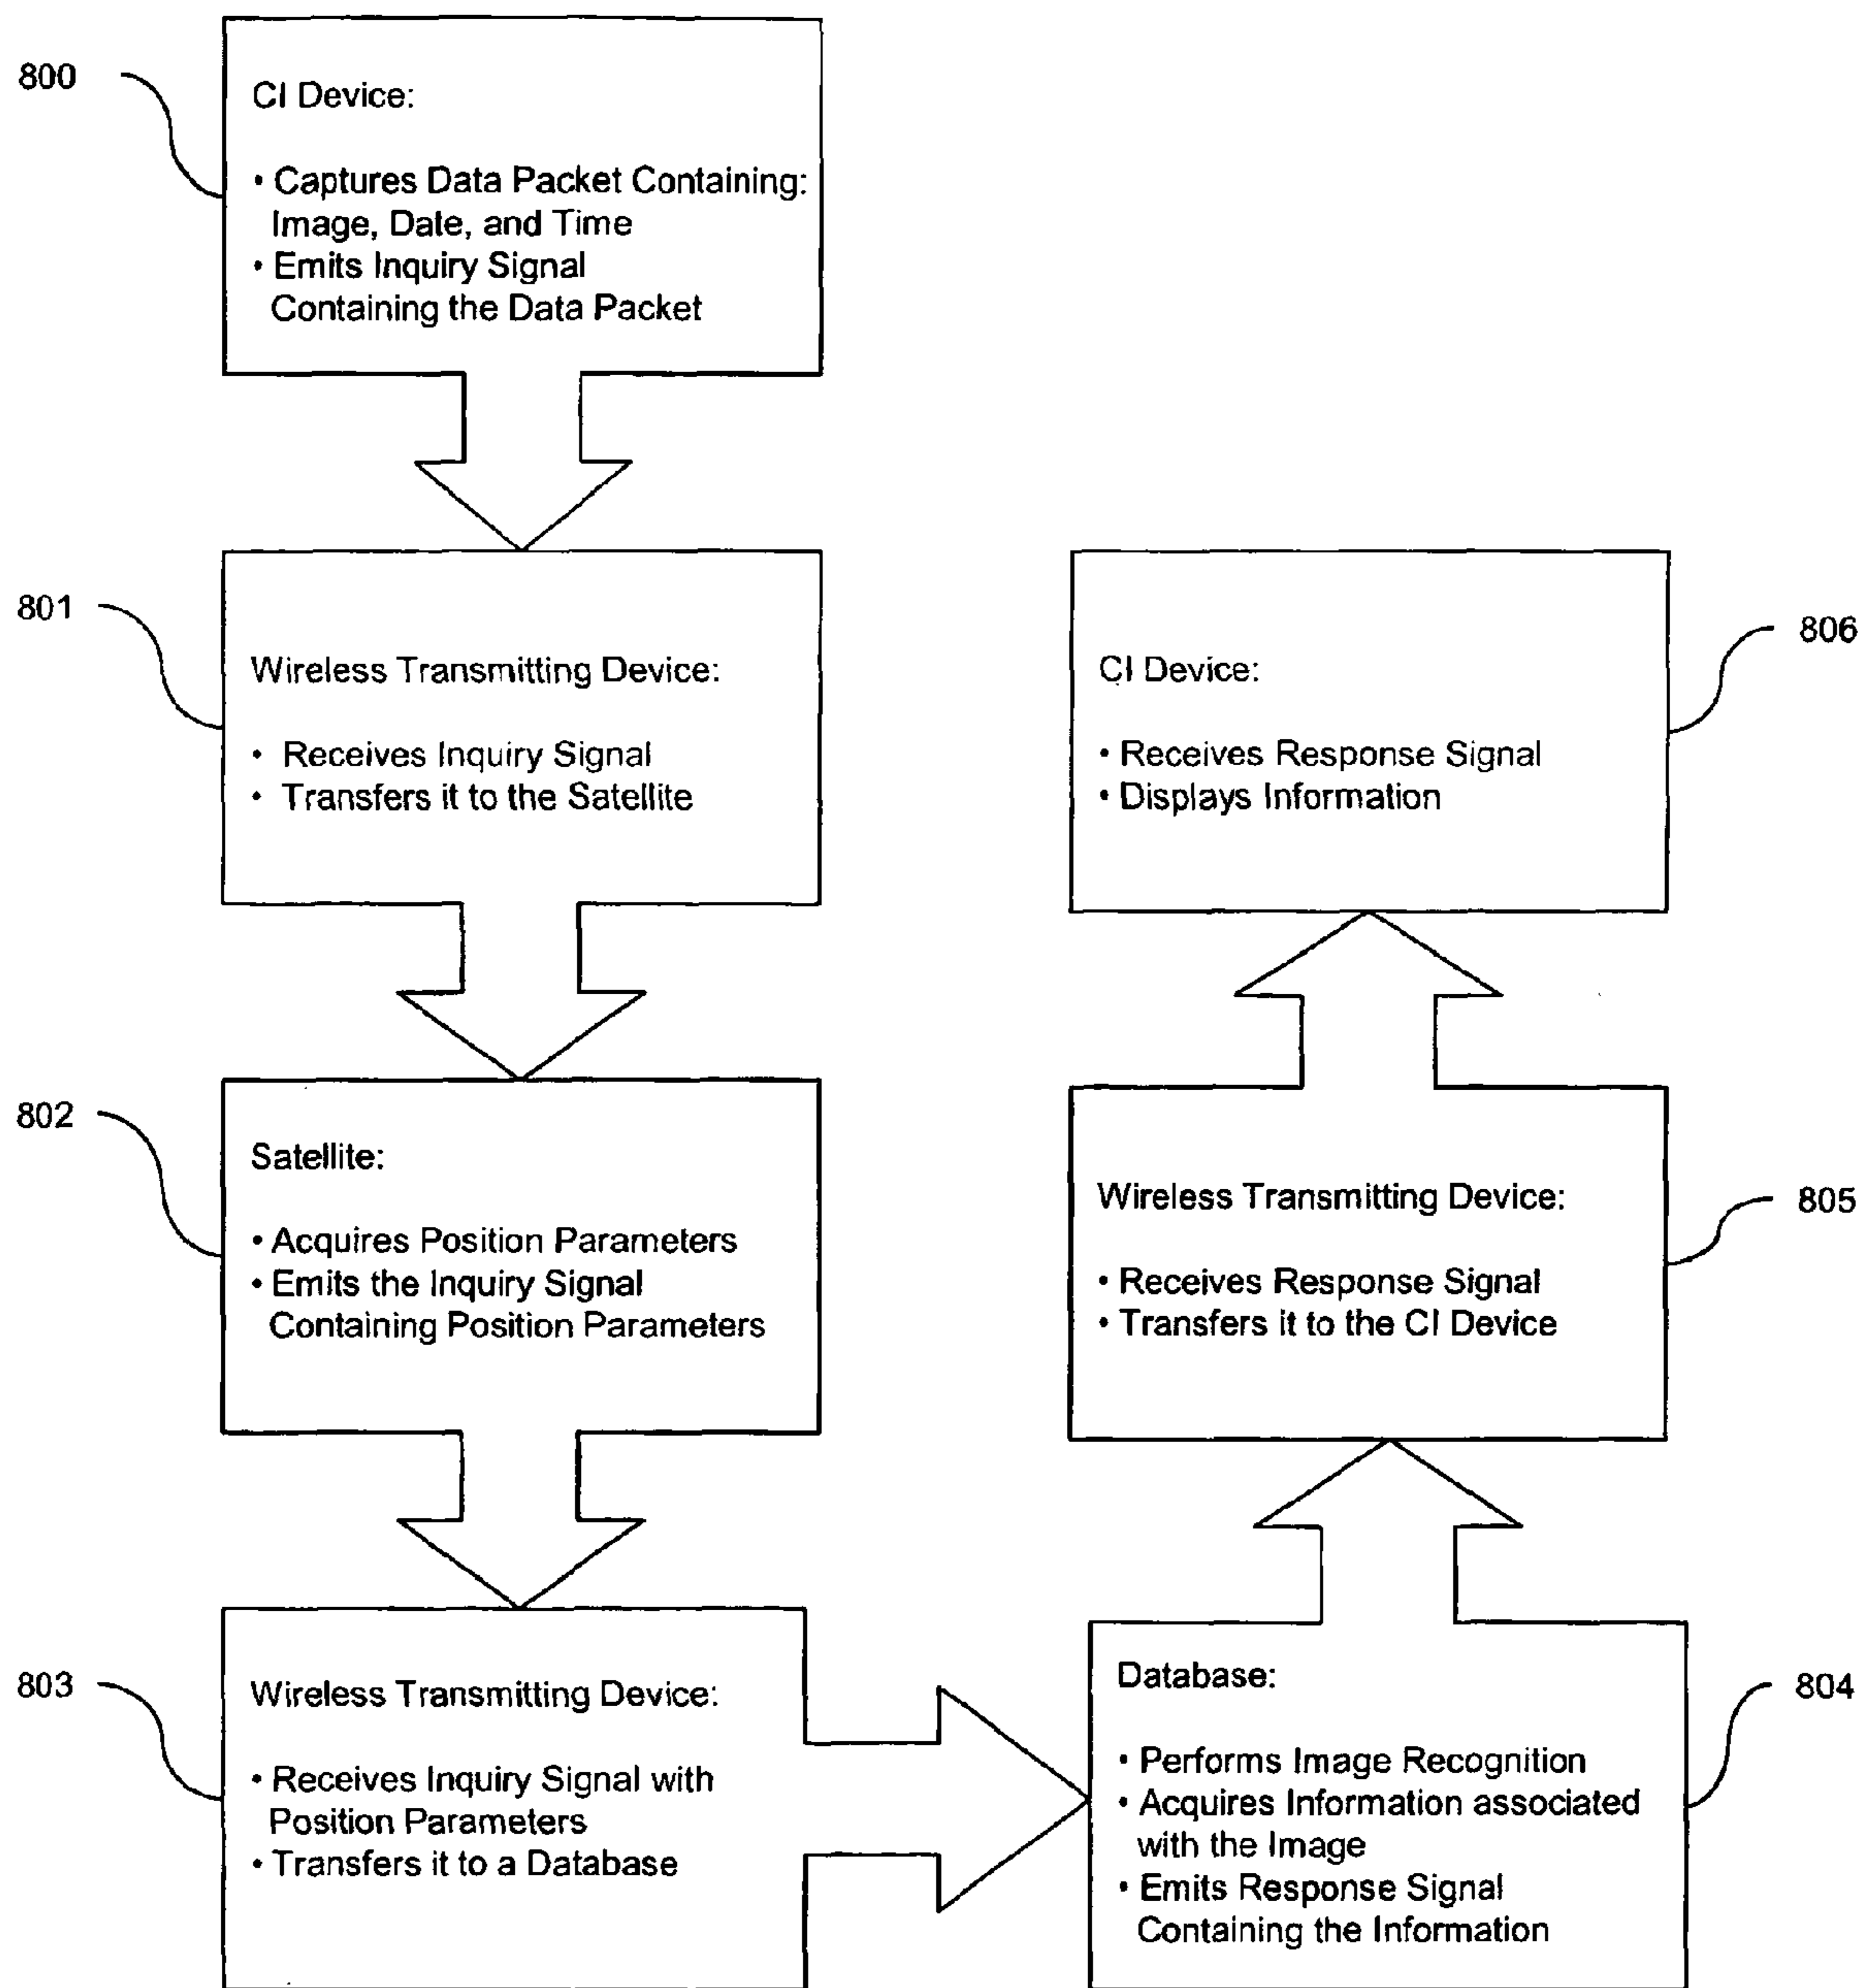 800
CI Device:
• Captures Data Packet Containing:
Image, Date, and Time
• Emits Inquiry Signal
Containing the Data Packet
801
Wireless Transmitting Device:
• Receives Inquiry Signal
• Transfers it to the Satellite
802
Satellite:
• Acquires Position Parameters
• Emits the Inquiry Signal
Containing Position Parameters
803
Wireless Transmitting Device:
• Receives Inquiry Signal with
Position Parameters
• Transfers it to a Database
804
Database:
• Performs Image Recognition
• Acquires Information associated
with the Image
• Emits Response Signal
Containing the Information
805
Wireless Transmitting Device:
• Receives Response Signal
• Transfers it to the CI Device
806
CI Device:
• Receives Response Signal
• Displays Information